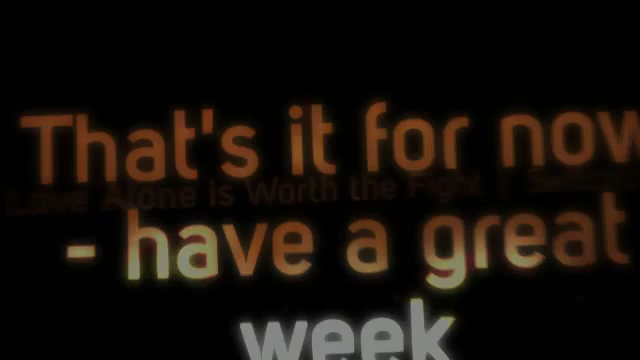 That's it for now
Love Alone is Worth the Fight |
- have a great
week